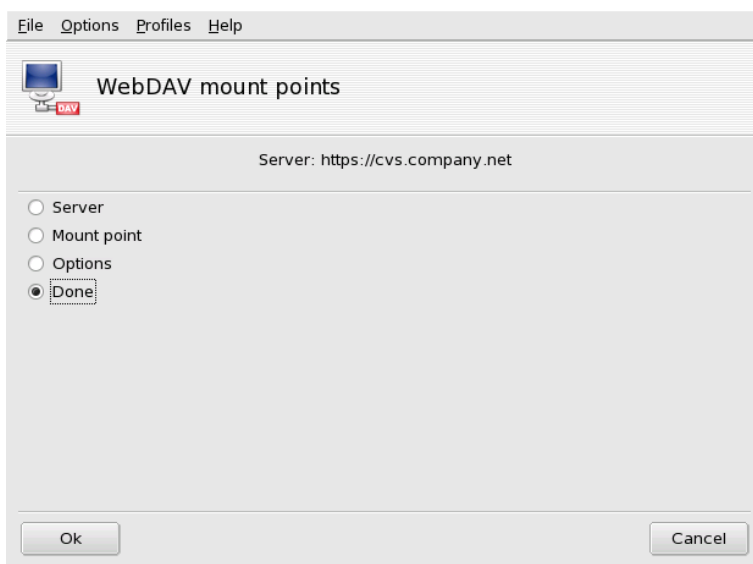 File Options Profiles Help
WebDAV mount points
DAV
Server: https://cvs.company.net
Server
Mount point
Options
Done
Ok Cancel